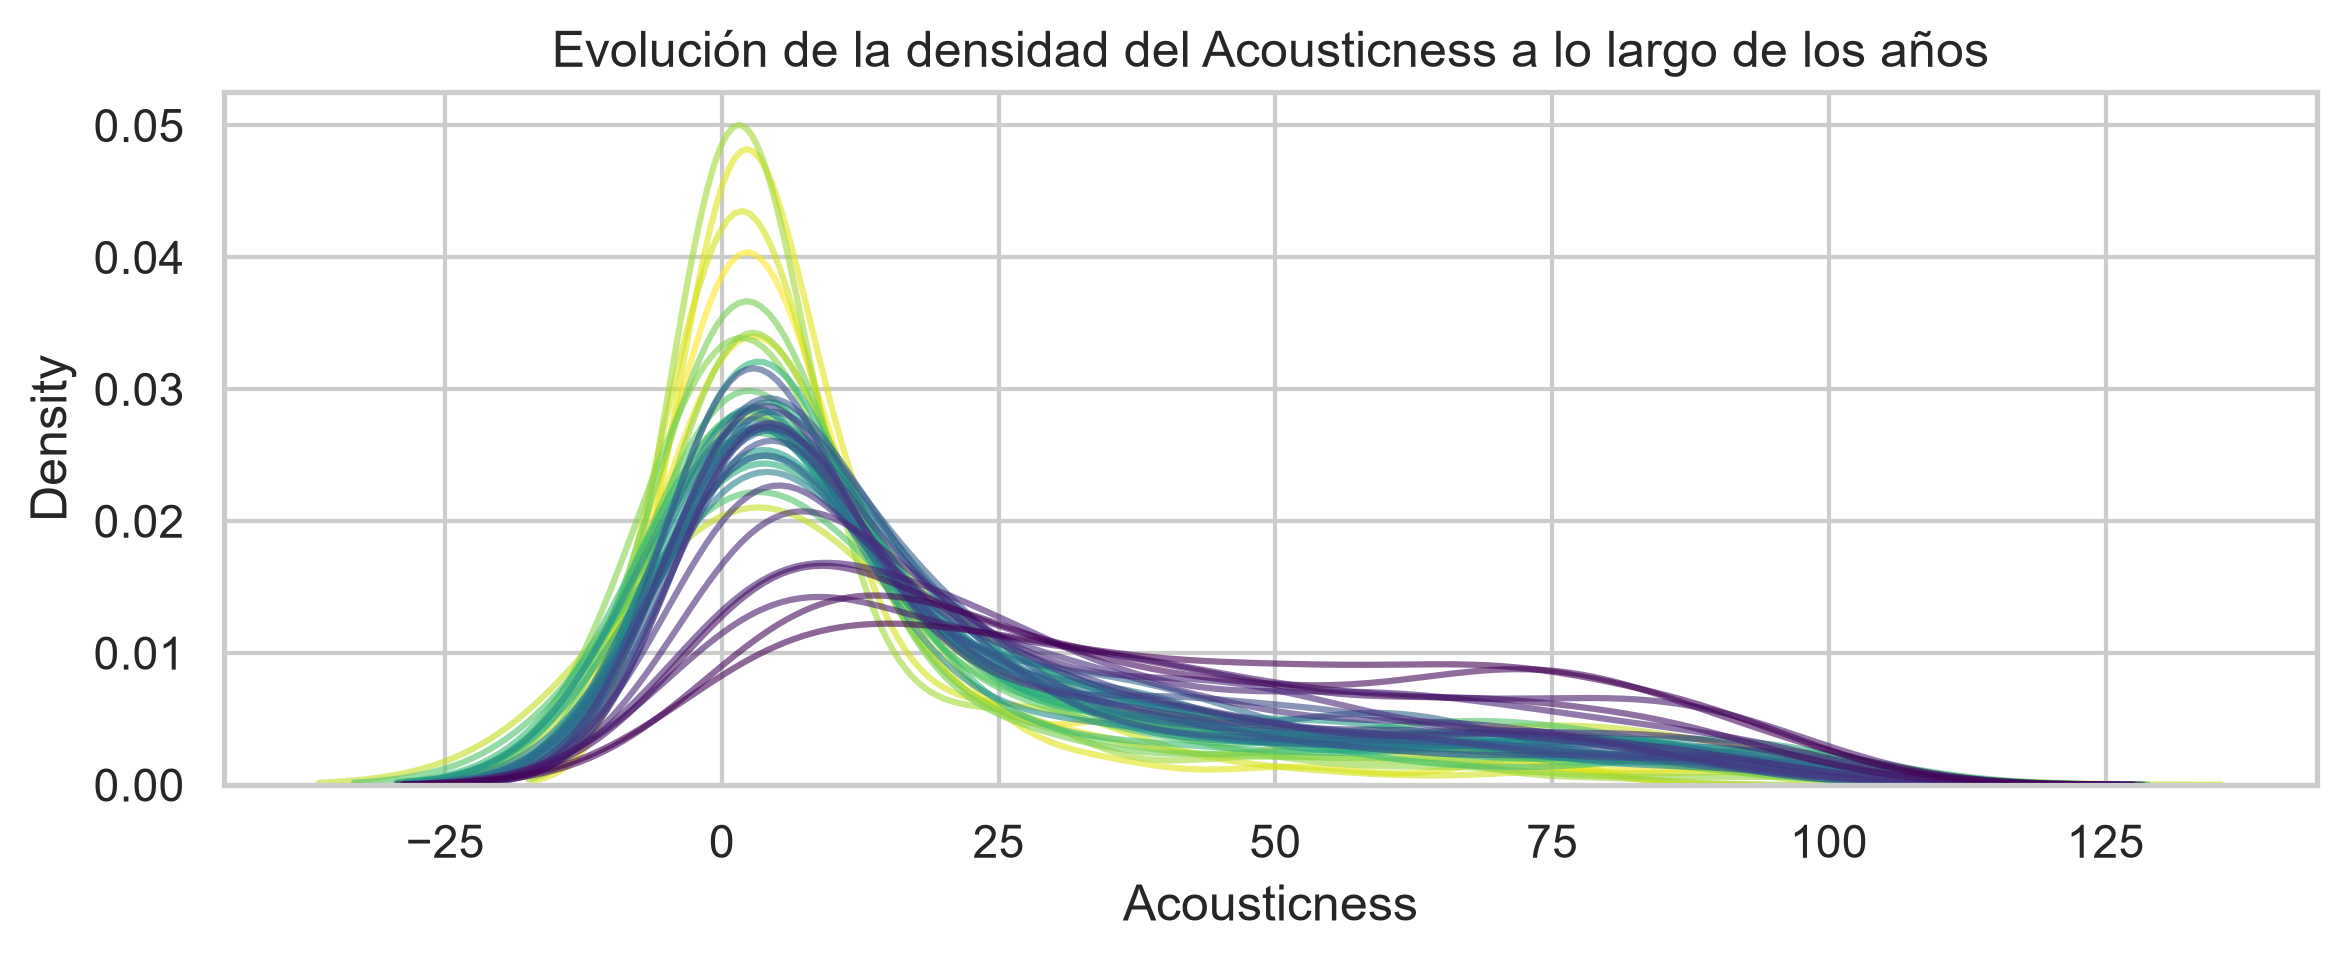 Evolución de la densidad del Acousticness a lo largo de los años
0.05
0.04
0.03
0.02
0.01
0.00
Density
−25 0 25 50 75 100 125
Acousticness